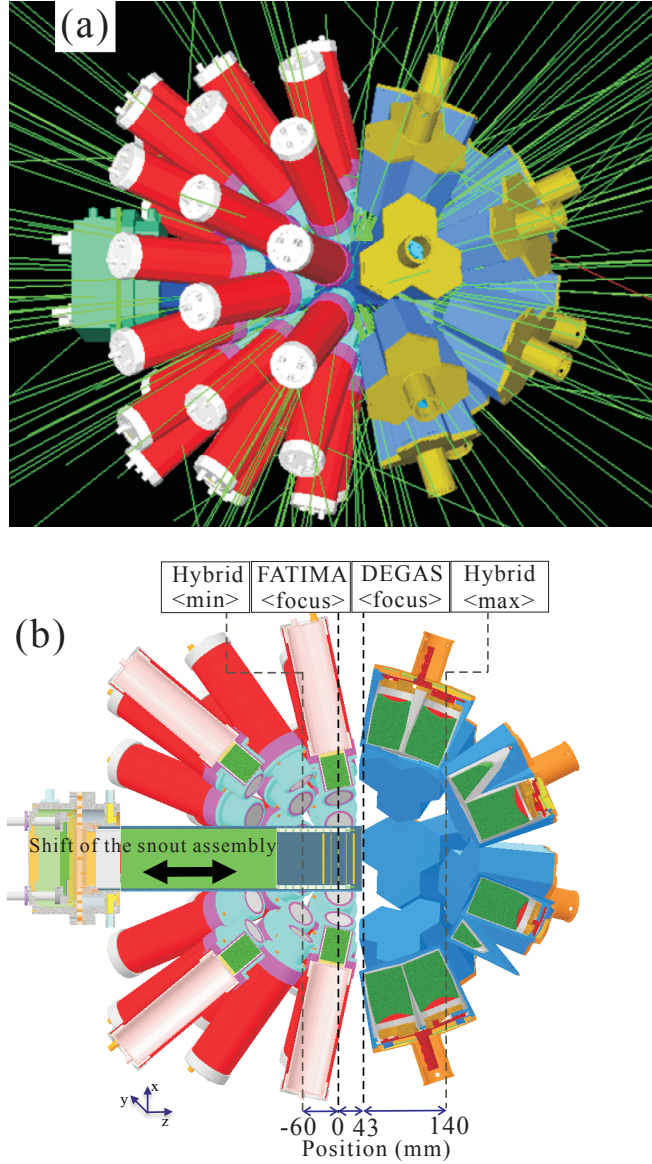 (a)
Hybrid FATIMA DEGAS Hybrid
<min> <focus> <focus> <max>
(b)
Shift of the snout assembly
x
y
z
-60 0 43 140
Position (mm)